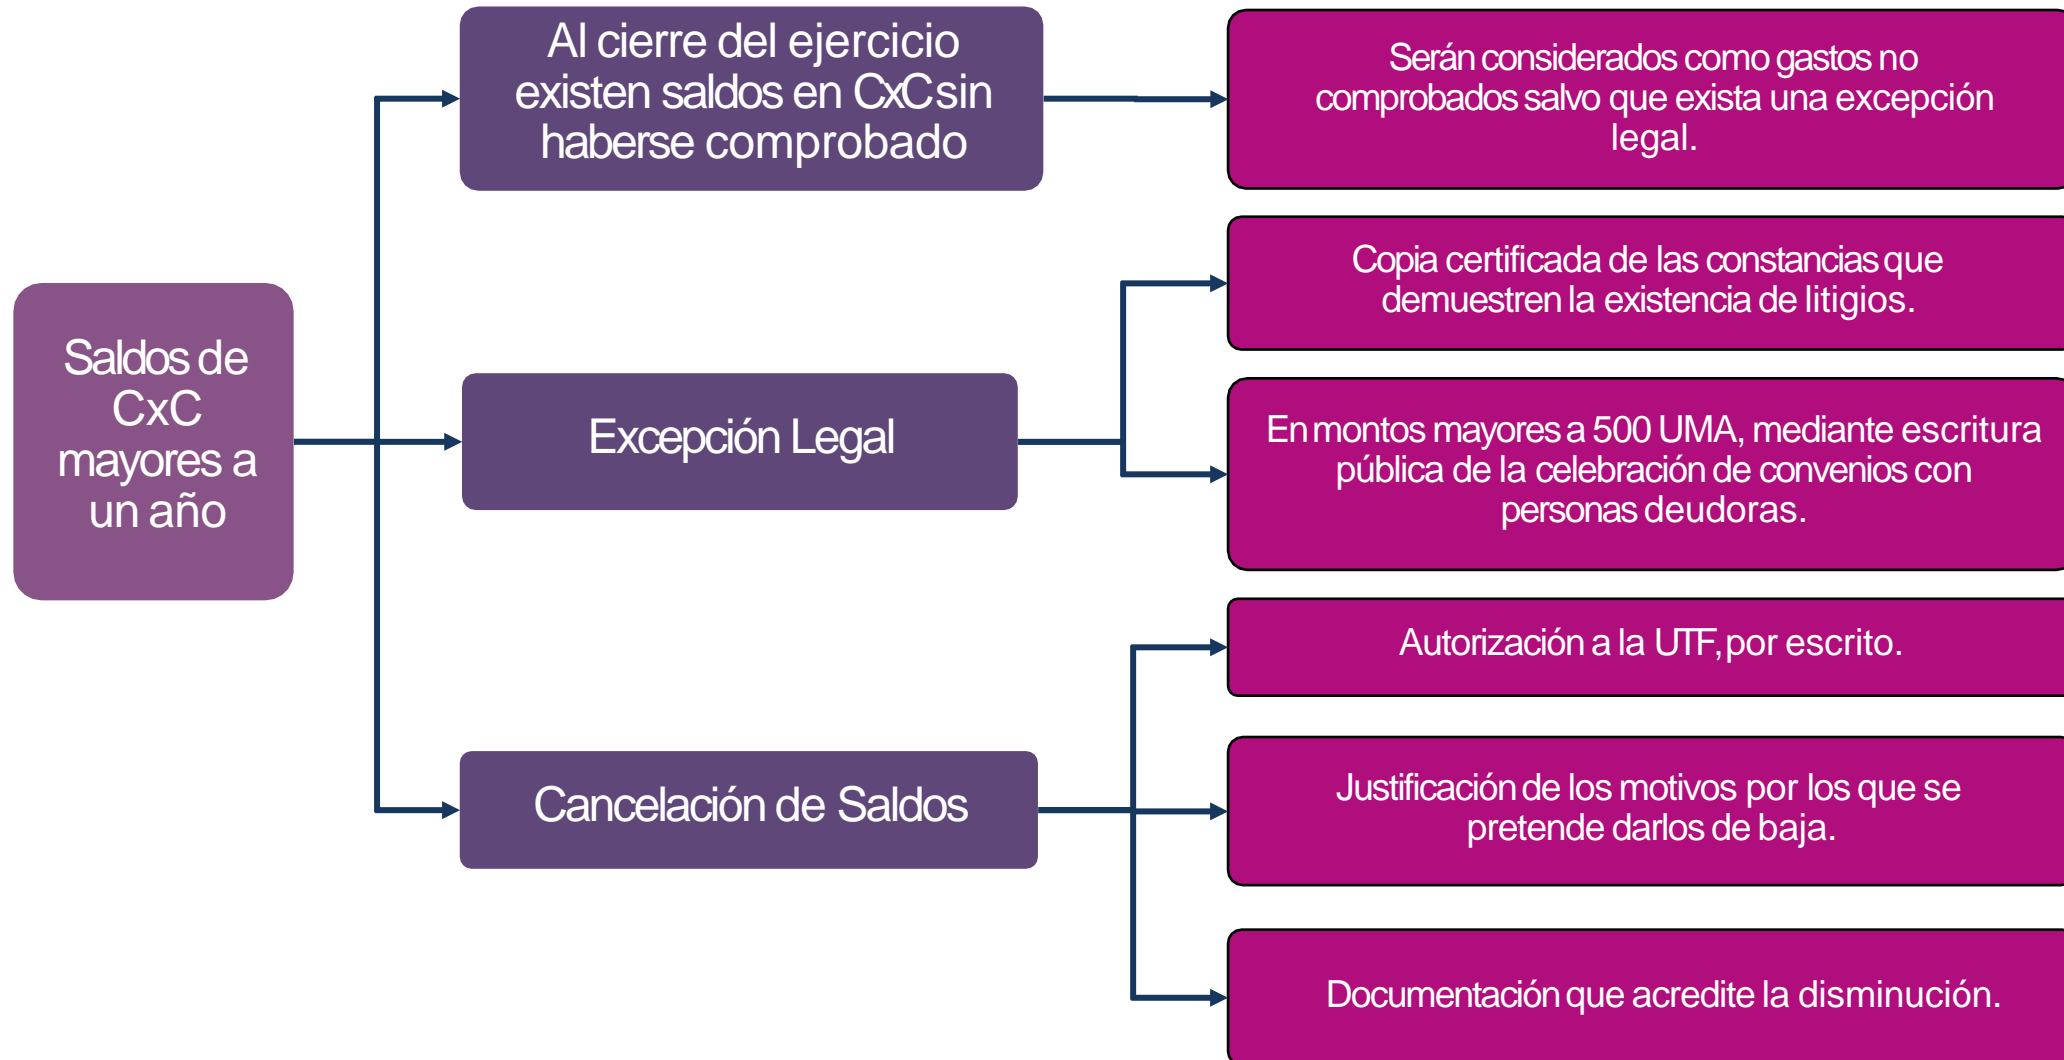 Saldos de
CxC
mayores a
un año
Al cierre del ejercicio
existen saldos en CxC sin
haberse comprobado
Serán considerados como gastos no
comprobados salvo que exista una excepción
legal.
Excepción Legal
Copia certificada de las constancias que
demuestren la existencia de litigios.
En montos mayores a 500 UMA, mediante escritura
pública de la celebración de convenios con
personas deudoras.
Cancelación de Saldos
Autorización a la UTF, por escrito.
Justificación de los motivos por los que se
pretende darlos de baja.
Documentación que acredite la disminución.